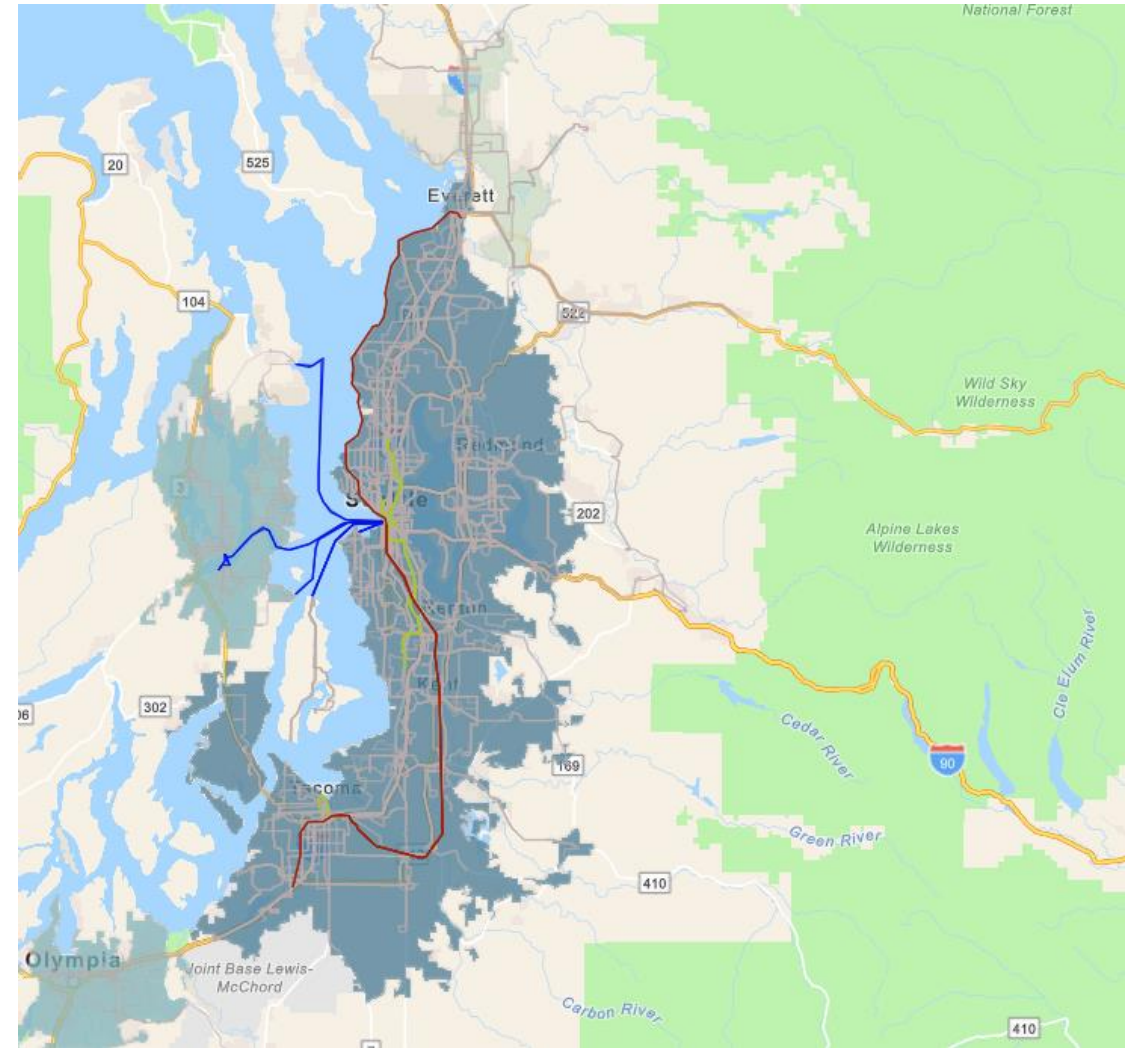 National Forest
20
525
Everett
104
522
Wild Sky
Wilderness
Redmond
3
Seattle
202
Alpine Lakes
Wilderness
Renton
Kent
Cle Elum River
302
Cedar River
90
169
Tacoma
Green River
410
Olympia
Joint Base Lewis-
McChord
Carbon River
410
7